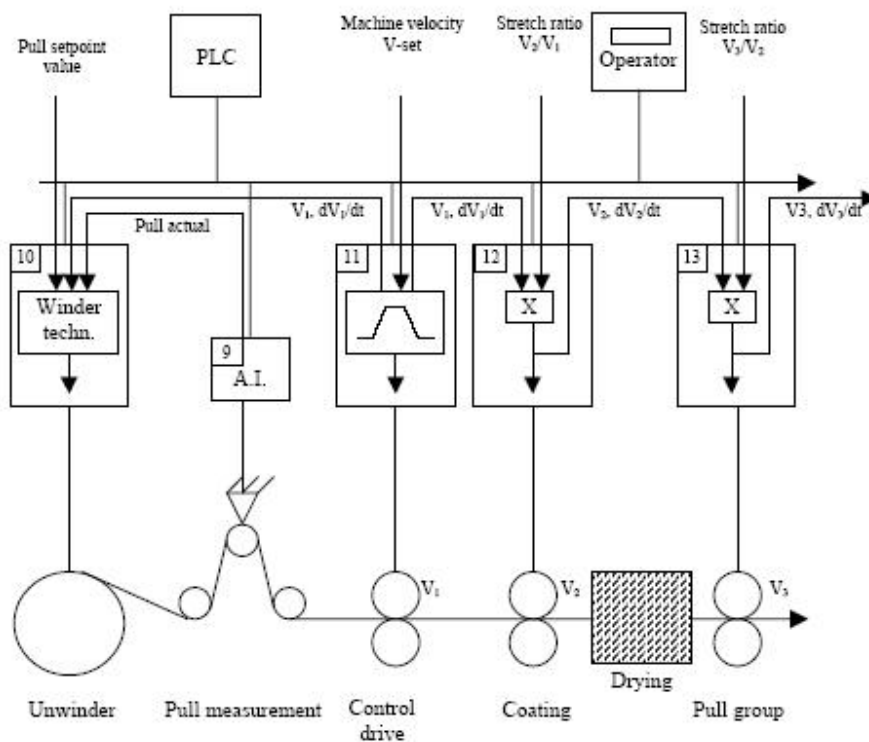 Pull setpoint
value
PLC
Machine velocity
V-set
Stretch ratio
V₂/V₁
Operator
Stretch ratio
V₃/V₂
V₁, dV₁/dt
V₁, dV₁/dt
V₂, dV₂/dt
V3, dV₃/dt
Pull actual
10
11
12
13
Winder
techn.
X
X
9
A.I.
V₁
V₂
V₃
Drying
Unwinder
Pull measurement
Control
drive
Coating
Pull group